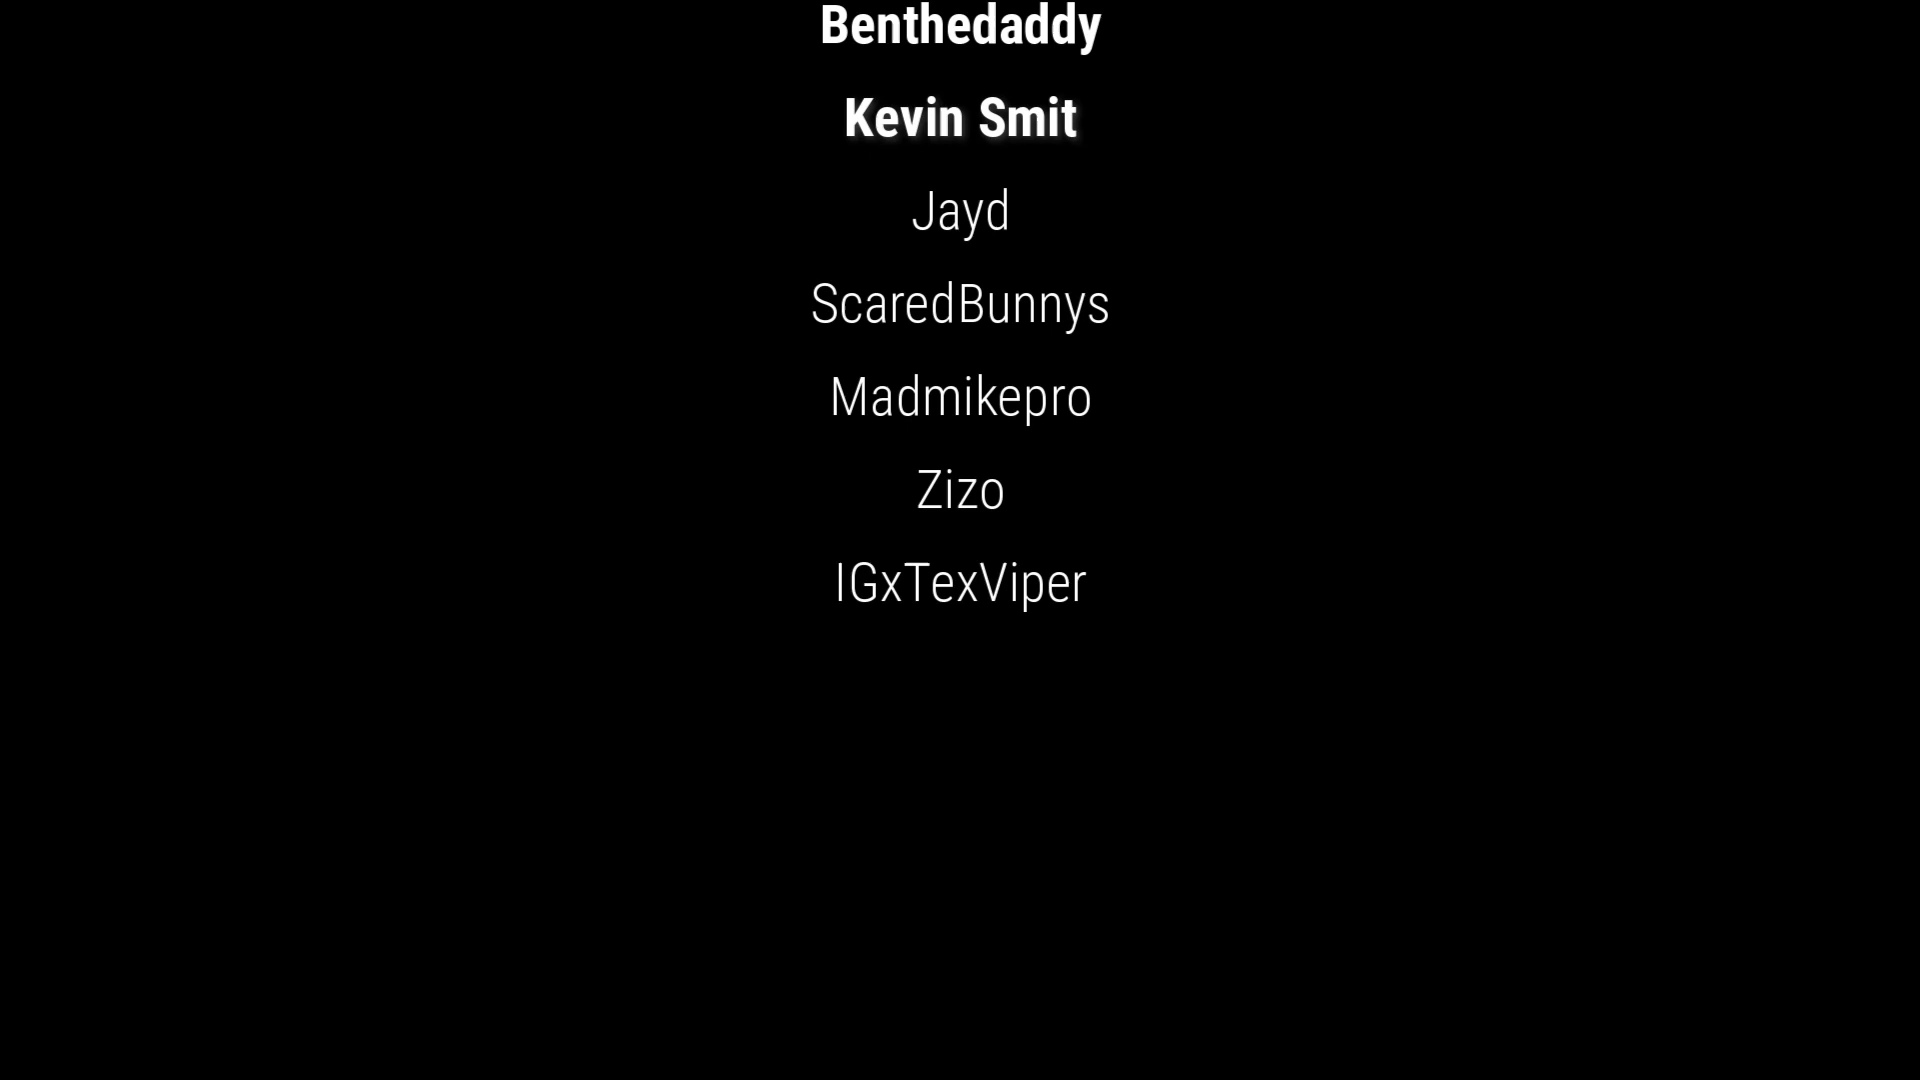 Benthedaddy
Kevin Smit
Jayd
ScaredBunnys
Madmikepro
Zizo
IGxTexViper